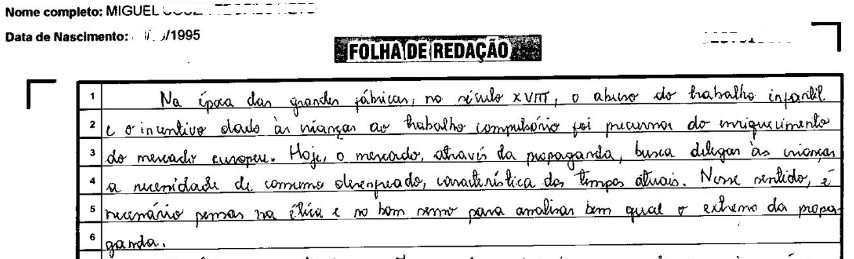 Nome completo: MIGUEL
Data de Nascimento: /1995
FOLHA DE REDAÇÃO
1 Na época das grandes fábricas, no século XVIII, o abuso do trabalho infantil
2 e o incentivo dado às crianças ao trabalho compulsório foi precursor do enriquecimento
3 do mercado europeu. Hoje, o mercado, através da propaganda, busca delegar às crianças
4 a necessidade de consumo desenfreado, característica dos tempos atuais. Nesse sentido, é
5 necessário pensar na ética e no bom senso para analisar bem qual o extremo da propa-
6 ganda.